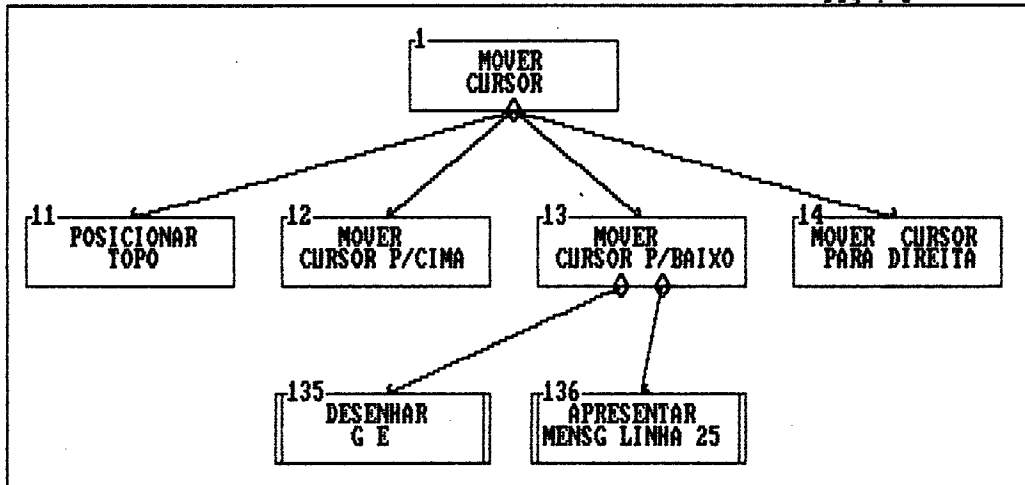 1
MOVER
CURSOR
11
POSICIONAR
TOPO
12
MOVER
CURSOR P/CIMA
13
MOVER
CURSOR P/BAIXO
14
MOVER CURSOR
PARA DIREITA
135
DESENHAR
G E
136
APRESENTAR
MENSG LINHA 25